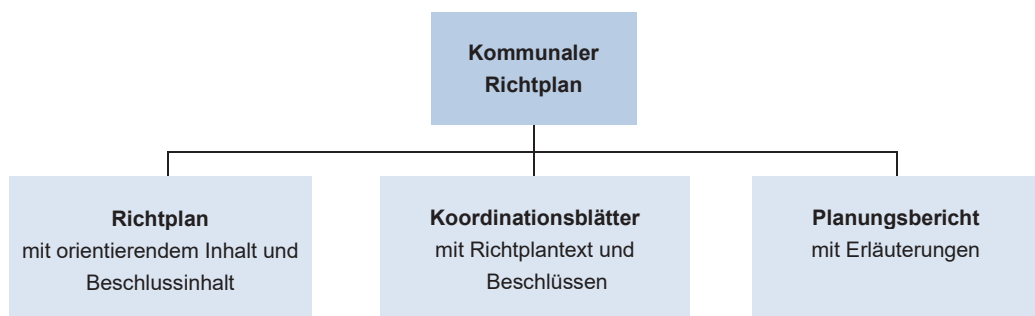 Kommunaler
Richtplan
Richtplan
mit orientierendem Inhalt und
Beschlussinhalt
Koordinationsblätter
mit Richtplantext und
Beschlüssen
Planungsbericht
mit Erläuterungen